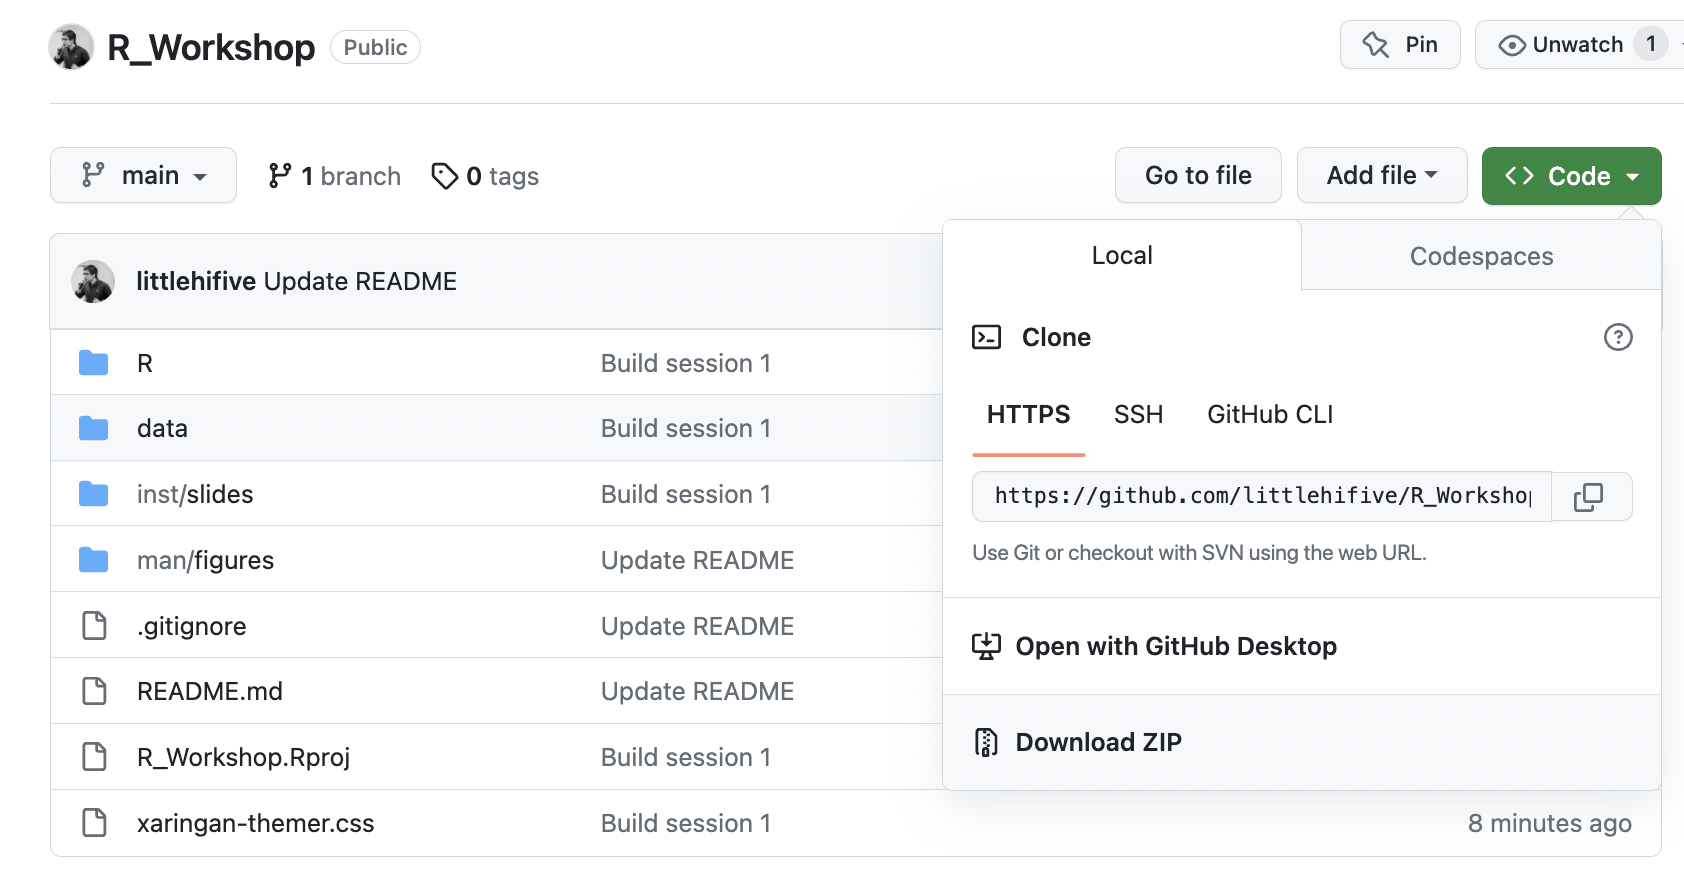 R_Workshop Public Pin Unwatch 1
main 1 branch 0 tags Go to file Add file Code
littlehifive Update README
R Build session 1
data Build session 1
inst/slides Build session 1
man/figures Update README
.gitignore Update README
README.md Update README
R_Workshop.Rproj Build session 1
xaringan-themer.css Build session 1 8 minutes ago
Local Codespaces
Clone
HTTPS SSH GitHub CLI
https://github.com/littlehifive/R_Workshop
Use Git or checkout with SVN using the web URL.
Open with GitHub Desktop
Download ZIP